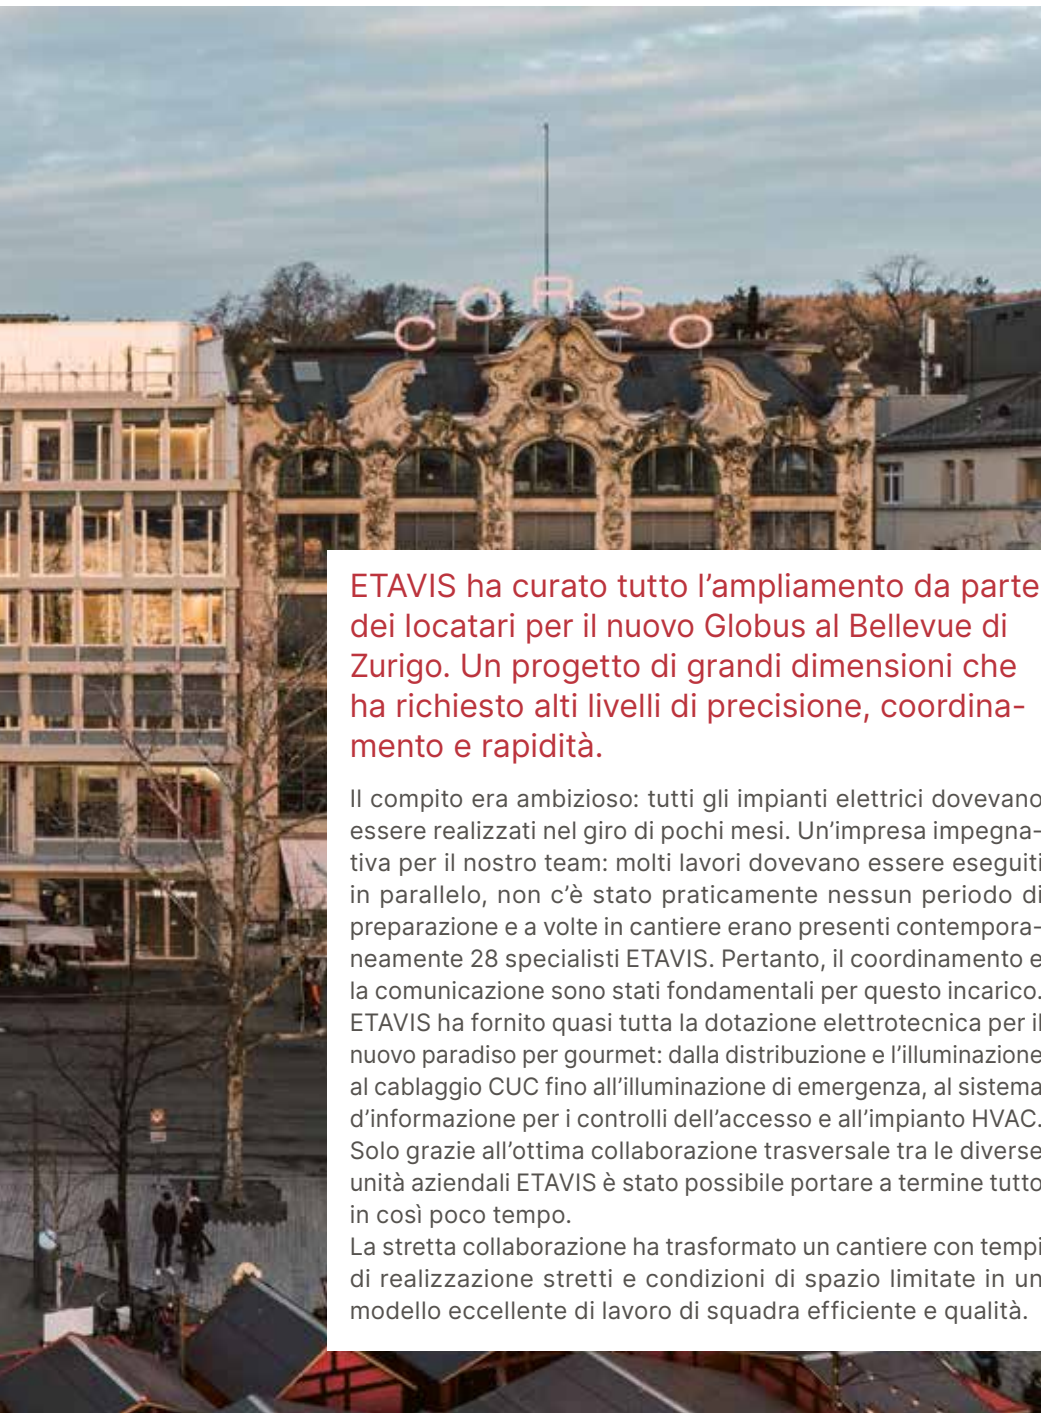 CORSO
ETAVIS ha curato tutto l’ampliamento da parte
dei locatari per il nuovo Globus al Bellevue di
Zurigo. Un progetto di grandi dimensioni che
ha richiesto alti livelli di precisione, coordina-
mento e rapidità.
Il compito era ambizioso: tutti gli impianti elettrici dovevano
essere realizzati nel giro di pochi mesi. Un’impresa impegna-
tiva per il nostro team: molti lavori dovevano essere eseguiti
in parallelo, non c’è stato praticamente nessun periodo di
preparazione e a volte in cantiere erano presenti contempora-
neamente 28 specialisti ETAVIS. Pertanto, il coordinamento e
la comunicazione sono stati fondamentali per questo incarico.
ETAVIS ha fornito quasi tutta la dotazione elettrotecnica per il
nuovo paradiso per gourmet: dalla distribuzione e l’illuminazione
al cablaggio CUC fino all’illuminazione di emergenza, al sistema
d’informazione per i controlli dell’accesso e all’impianto HVAC.
Solo grazie all’ottima collaborazione trasversale tra le diverse
unità aziendali ETAVIS è stato possibile portare a termine tutto
in così poco tempo.
La stretta collaborazione ha trasformato un cantiere con tempi
di realizzazione stretti e condizioni di spazio limitate in un
modello eccellente di lavoro di squadra efficiente e qualità.